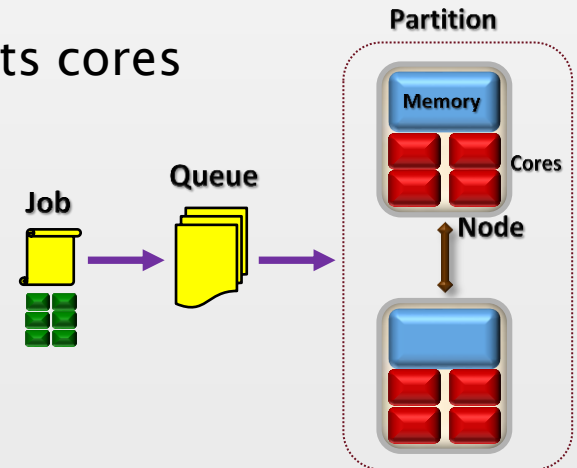 Partition
ts cores
Memory
Cores
Queue
Job
Node